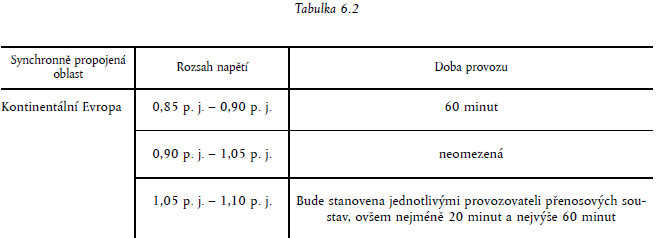 Tabulka 6.2
Synchronně propojená
oblast
Rozsah napětí
Doba provozu
Kontinentální Evropa
0,85 p. j. – 0,90 p. j.
60 minut
0,90 p. j. – 1,05 p. j.
neomezená
1,05 p. j. – 1,10 p. j.
Bude stanovena jednotlivými provozovateli přenosových sou-
stav, ovšem nejméně 20 minut a nejvýše 60 minut